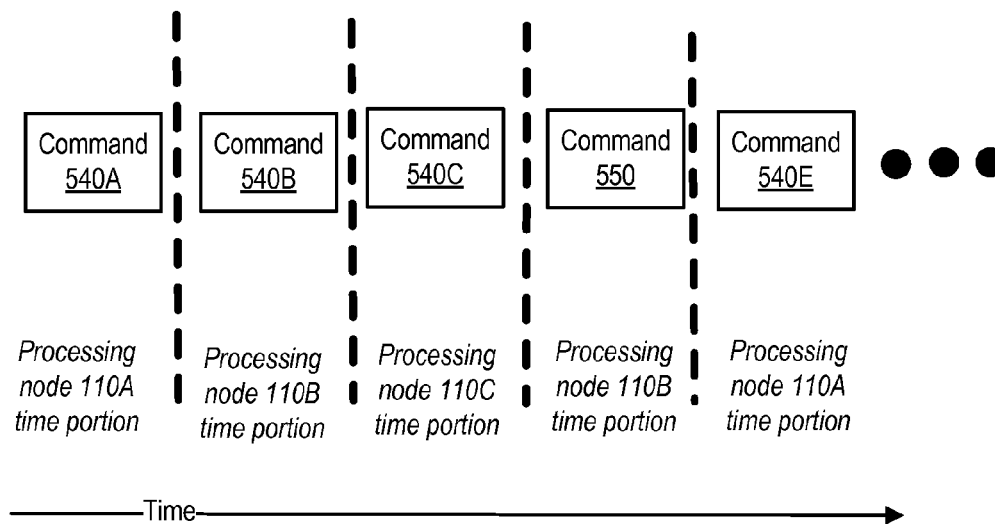 Command
540A
Command
540B
Command
540C
Command
550
Command
540E
Processing
node 110A
time portion
Processing
node 110B
time portion
Processing
node 110C
time portion
Processing
node 110B
time portion
Processing
node 110A
time portion
Time